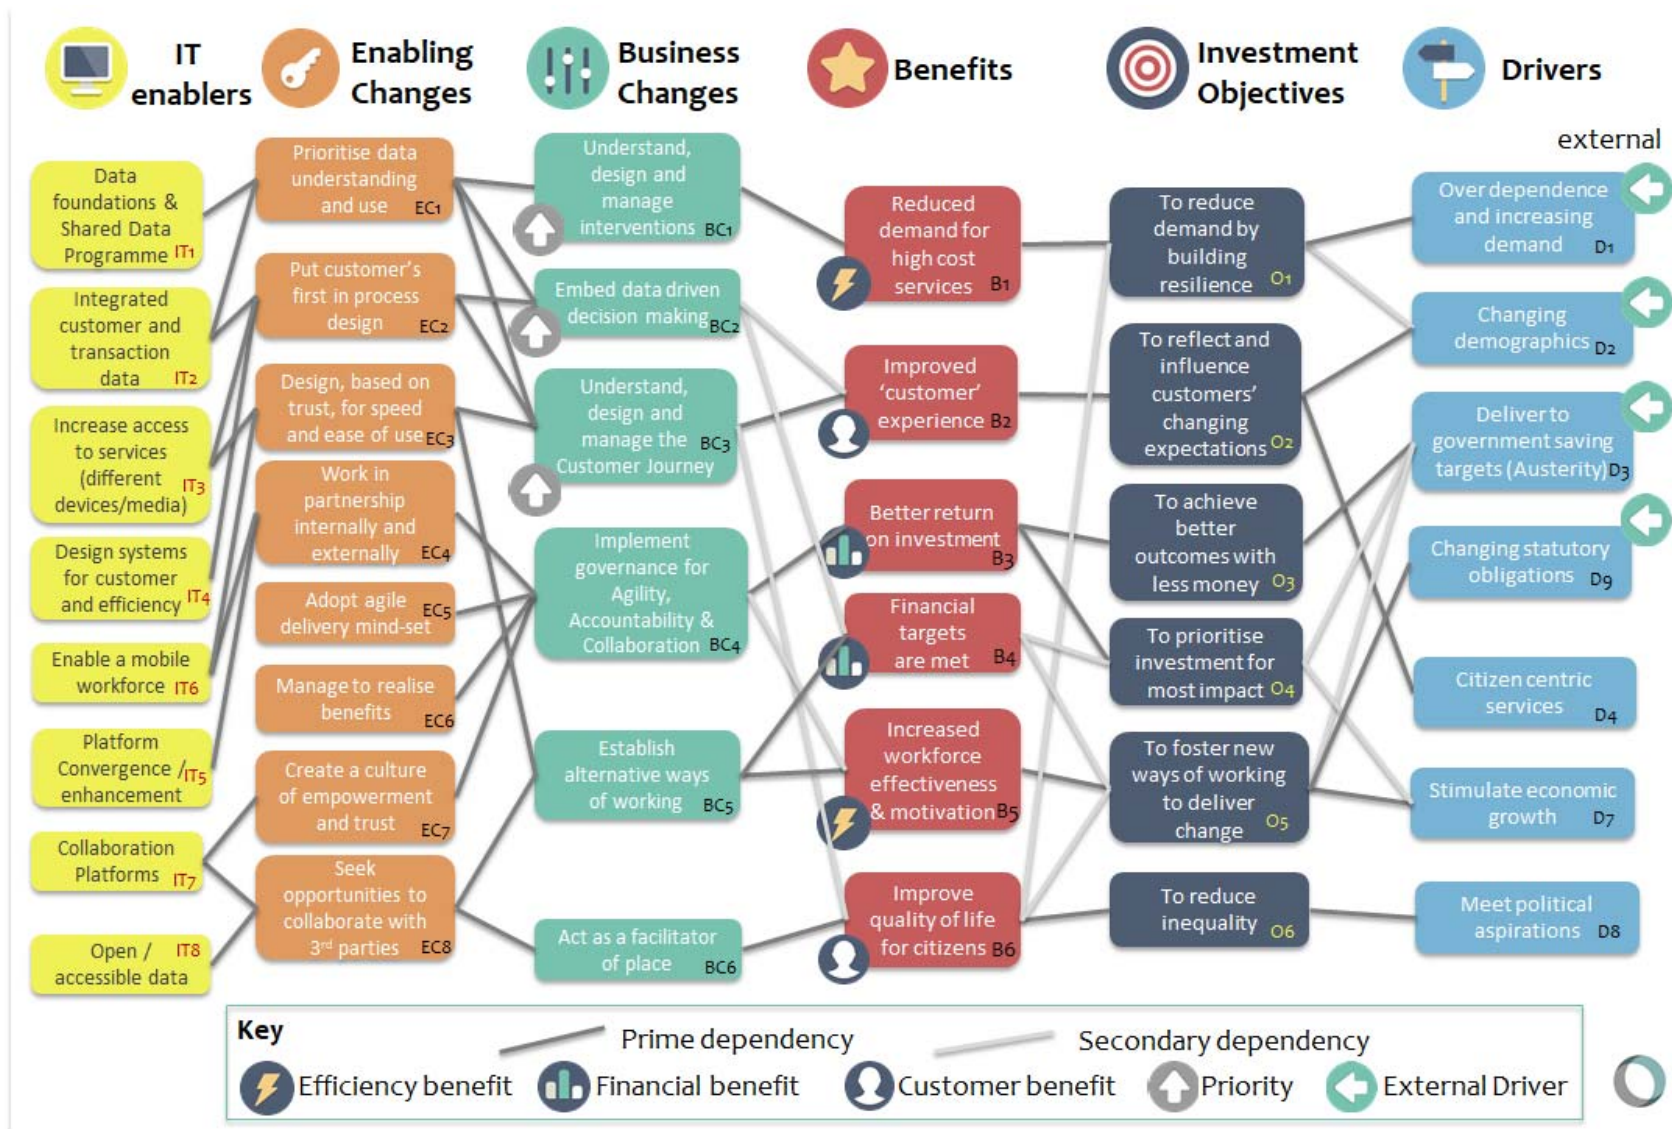 IT
enablers
Enabling
Changes
Business
Changes
Benefits
Investment
Objectives
Drivers
external
Data
foundations &
Shared Data
Programme IT1
Integrated
customer and
transaction
data IT2
Increase access
to services
(different IT3
devices/media)
Design systems
for customer
and efficiency IT4
Enable a mobile
workforce IT6
Platform
Convergence / IT5
enhancement
Collaboration
Platforms IT7
Open / IT8
accessible data
Prioritise data
understanding
and use EC1
Put customer's
first in process
design EC2
Design, based on
trust, for speed
and ease of use EC3
Work in
partnership
internally and
externally EC4
Adopt agile EC5
delivery mind-set
Manage to realise
benefits EC6
Create a culture
of empowerment
and trust EC7
Seek
opportunities to
collaborate with
3rd parties EC8
Understand,
design and
manage
interventions BC1
Embed data driven
decision making BC2
Understand,
design and
manage the BC3
Customer Journey
Implement
governance for
Agility,
Accountability &
Collaboration BC4
Establish
alternative ways
of working BC5
Act as a facilitator
of place BC6
Reduced
demand for
high cost
services B1
Improved
‘customer’
experience B2
Better return
on investment
B3
Financial
targets
are met B4
Increased
workforce
effectiveness
& motivation B5
Improve
quality of life
for citizens B6
To reduce
demand by
building
resilience O1
To reflect and
influence
customers’
changing
expectations O2
To achieve
better
outcomes with
less money O3
To prioritise
investment for
most impact O4
To foster new
ways of working
to deliver
change O5
To reduce
inequality O6
Over dependence
and increasing
demand D1
Changing
demographics D2
Deliver to
government saving
targets (Austerity) D3
Changing statutory
obligations D9
Citizen centric
services D4
Stimulate economic
growth D7
Meet political
aspirations D8
Key
Prime dependency
Secondary dependency
Efficiency benefit
Financial benefit
Customer benefit
Priority
External Driver